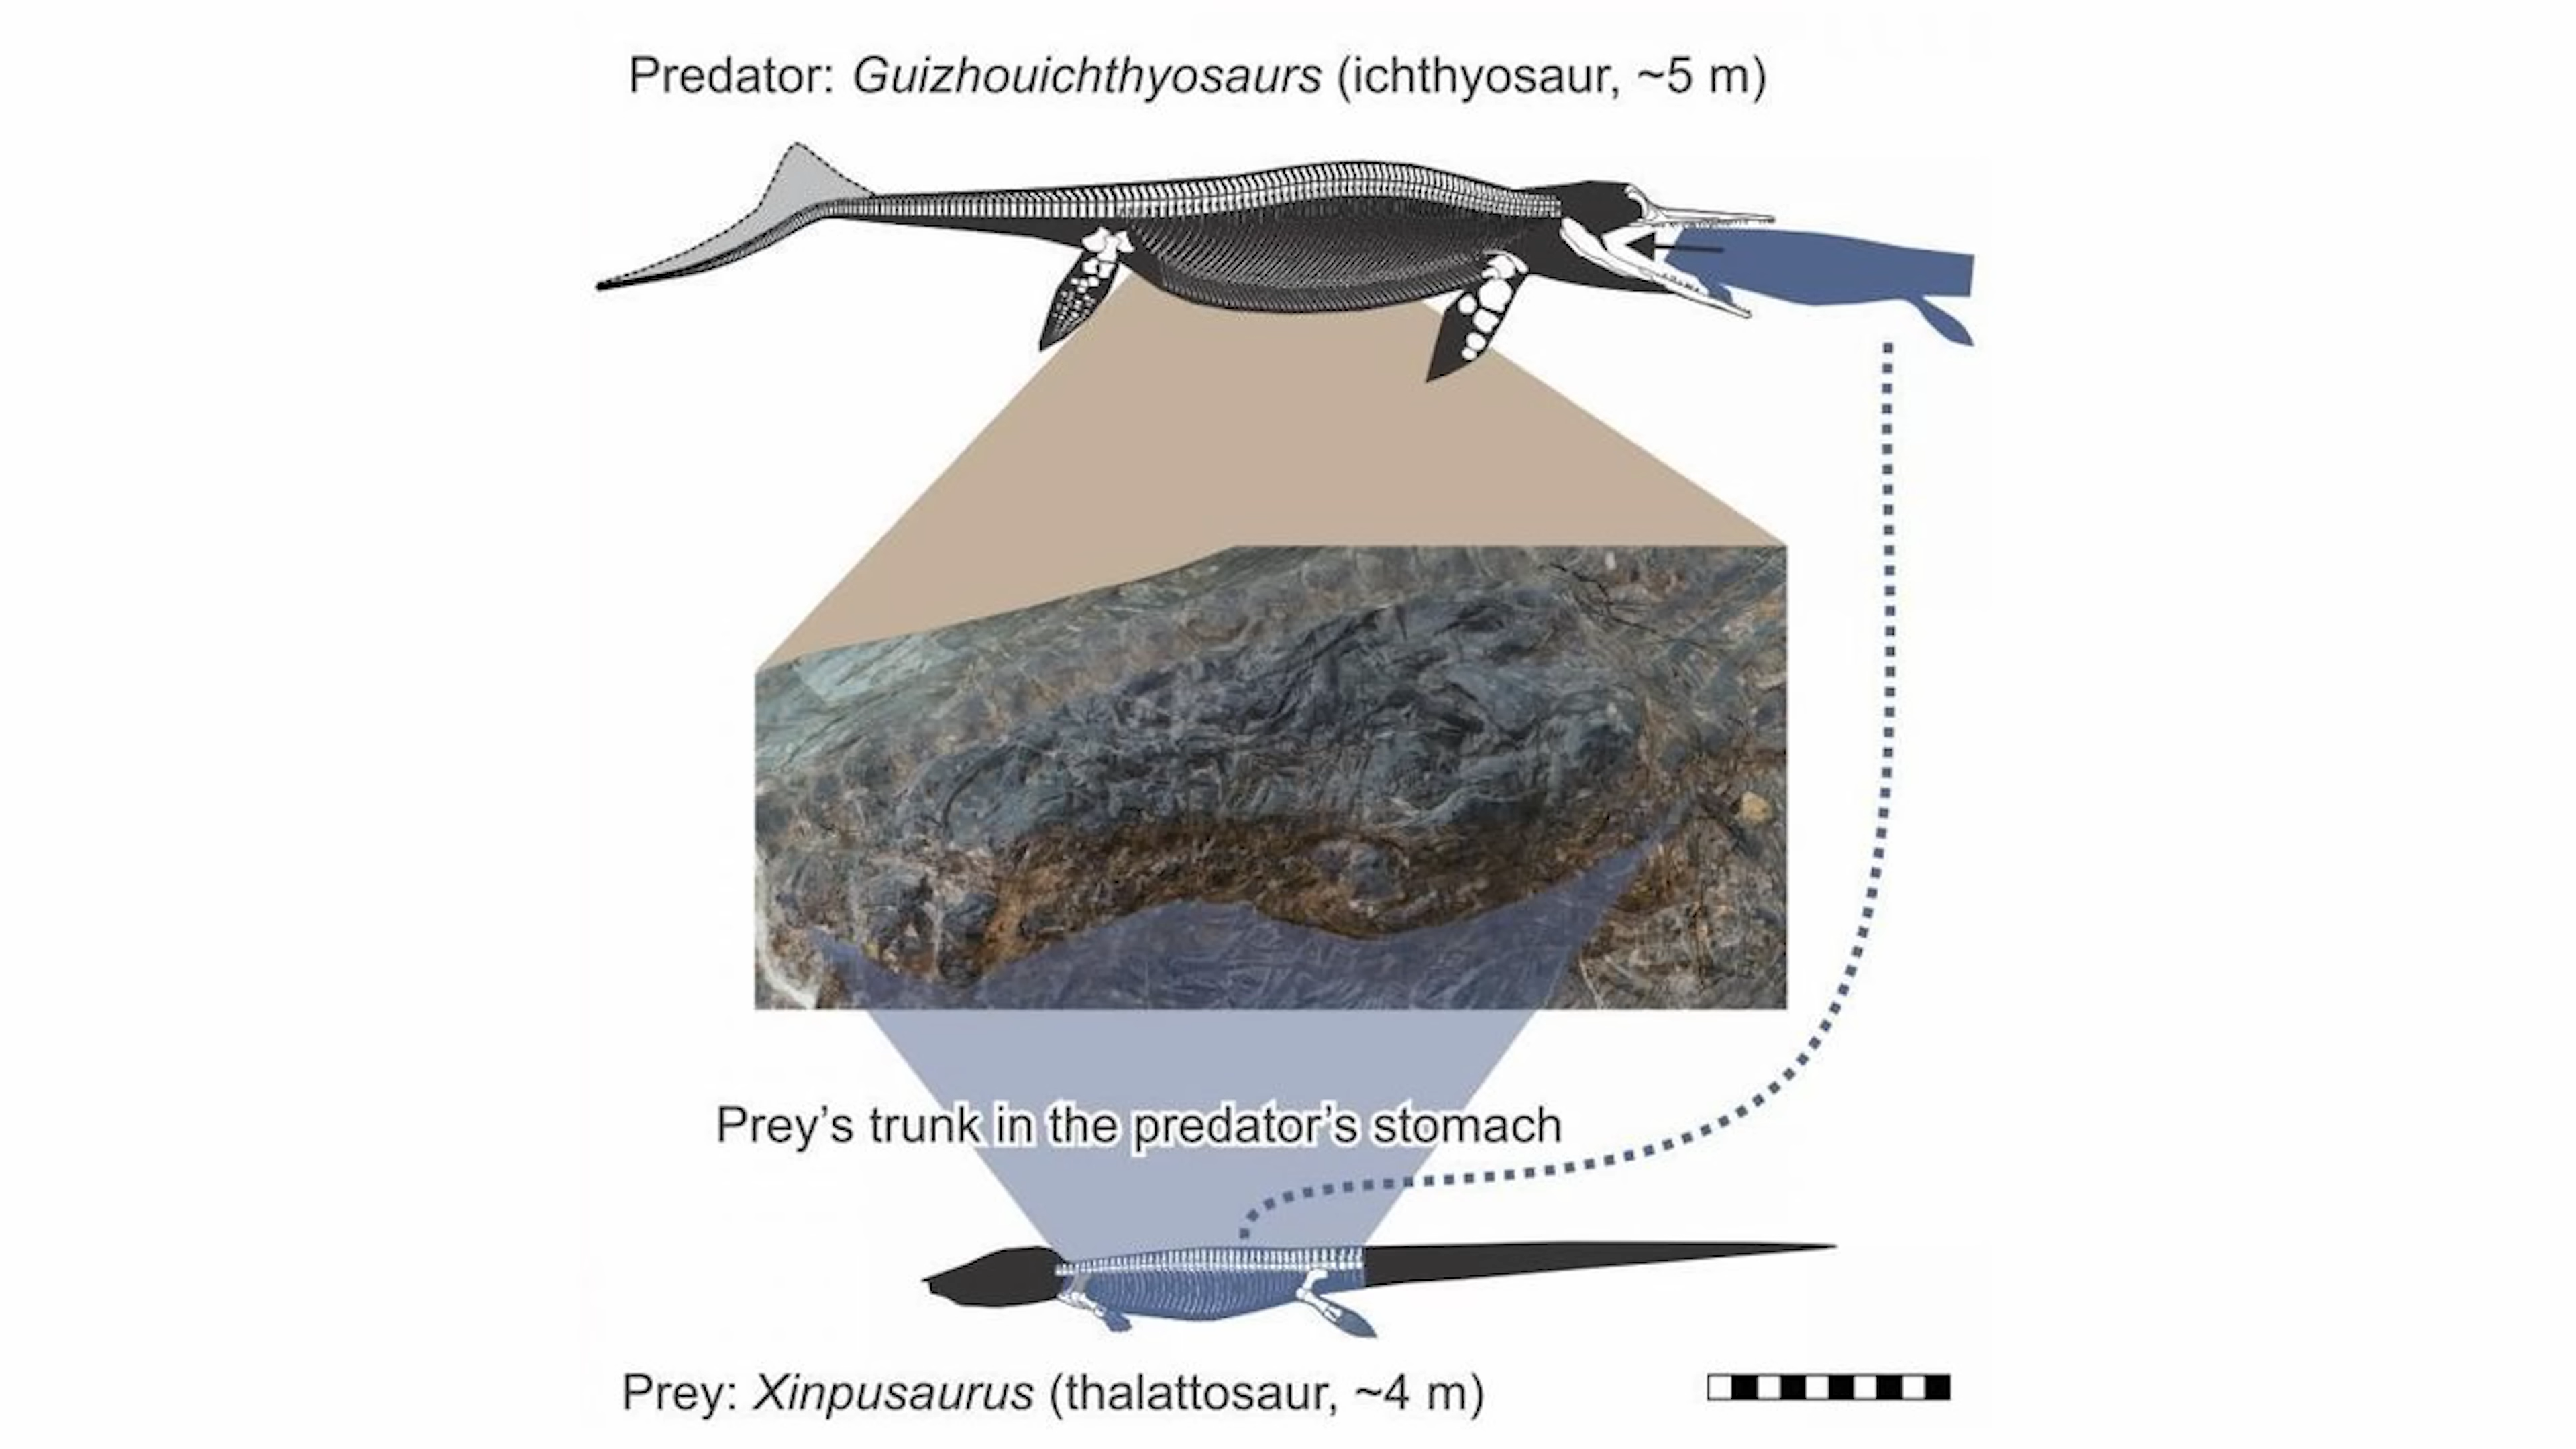 Predator: Guizhouichthyosaurs (ichthyosaur, ~5 m)
Prey’s trunk in the predator’s stomach
Prey: Xinpusaurus (thalattosaur, ~4 m)